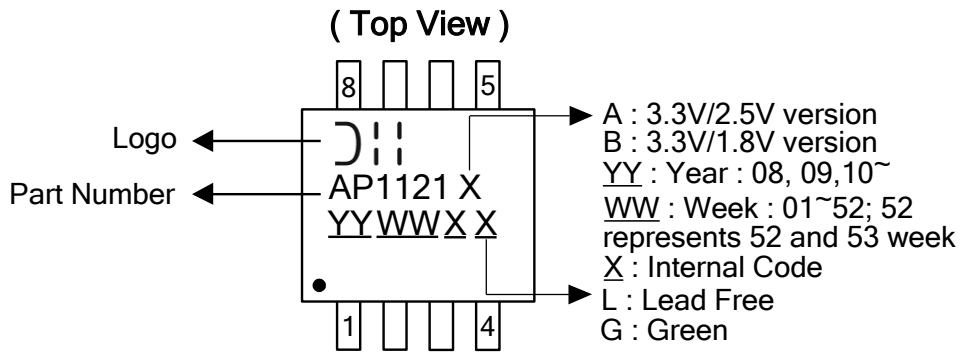 ( Top View )
8 5
Logo
AP1121 X
Part Number
YY WW X X
1 4
A : 3.3V/2.5V version
B : 3.3V/1.8V version
YY : Year : 08, 09,10~
WW : Week : 01~52; 52
represents 52 and 53 week
X : Internal Code
L : Lead Free
G : Green